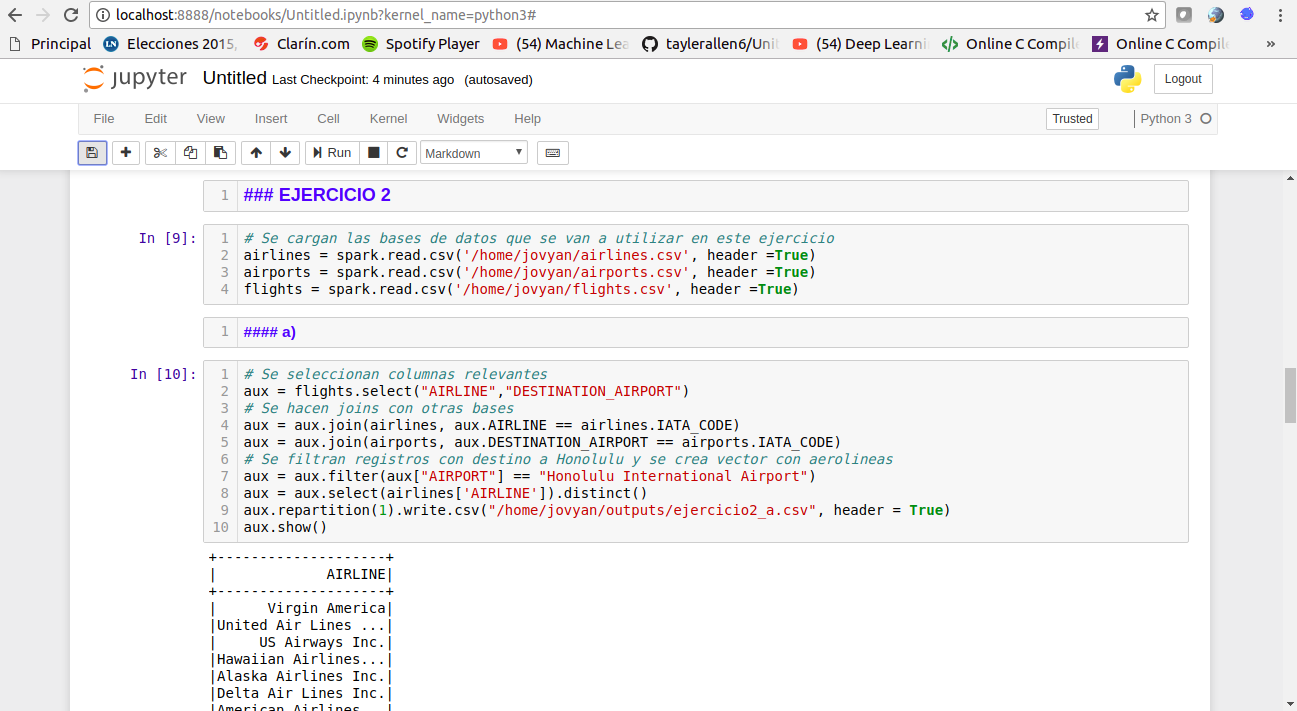 localhost:8888/notebooks/Untitled.ipynb?kernel_name=python3#
Principal Elecciones 2015, Clarín.com Spotify Player (54) Machine Lea taylerallen6/Uni (54) Deep Learni Online C Compile Online C Compile »
jupyter Untitled Last Checkpoint: 4 minutes ago (autosaved) Logout
File Edit View Insert Cell Kernel Widgets Help Trusted Python 3
Run Markdown
1 ### EJERCICIO 2
In [9]: 1 # Se cargan las bases de datos que se van a utilizar en este ejercicio
2 airlines = spark.read.csv('/home/jovyan/airlines.csv', header =True)
3 airports = spark.read.csv('/home/jovyan/airports.csv', header =True)
4 flights = spark.read.csv('/home/jovyan/flights.csv', header =True)
1 #### a)
In [10]: 1 # Se seleccionan columnas relevantes
2 aux = flights.select("AIRLINE","DESTINATION_AIRPORT")
3 # Se hacen joins con otras bases
4 aux = aux.join(airlines, aux.AIRLINE == airlines.IATA_CODE)
5 aux = aux.join(airports, aux.DESTINATION_AIRPORT == airports.IATA_CODE)
6 # Se filtran registros con destino a Honolulu y se crea vector con aerolineas
7 aux = aux.filter(aux["AIRPORT"] == "Honolulu International Airport")
8 aux = aux.select(airlines['AIRLINE']).distinct()
9 aux.repartition(1).write.csv("/home/jovyan/outputs/ejercicio2_a.csv", header = True)
10 aux.show()
+--------------------+
| AIRLINE|
+--------------------+
| Virgin America|
|United Air Lines ...|
| US Airways Inc.|
|Hawaiian Airlines...|
|Alaska Airlines Inc.|
|Delta Air Lines Inc.|
|American Airlines...|